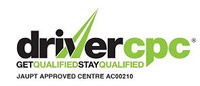 drivercpc®
GETQUALIFIEDSTAYQUALIFIED
JAUPT APPROVED CENTRE AC00210